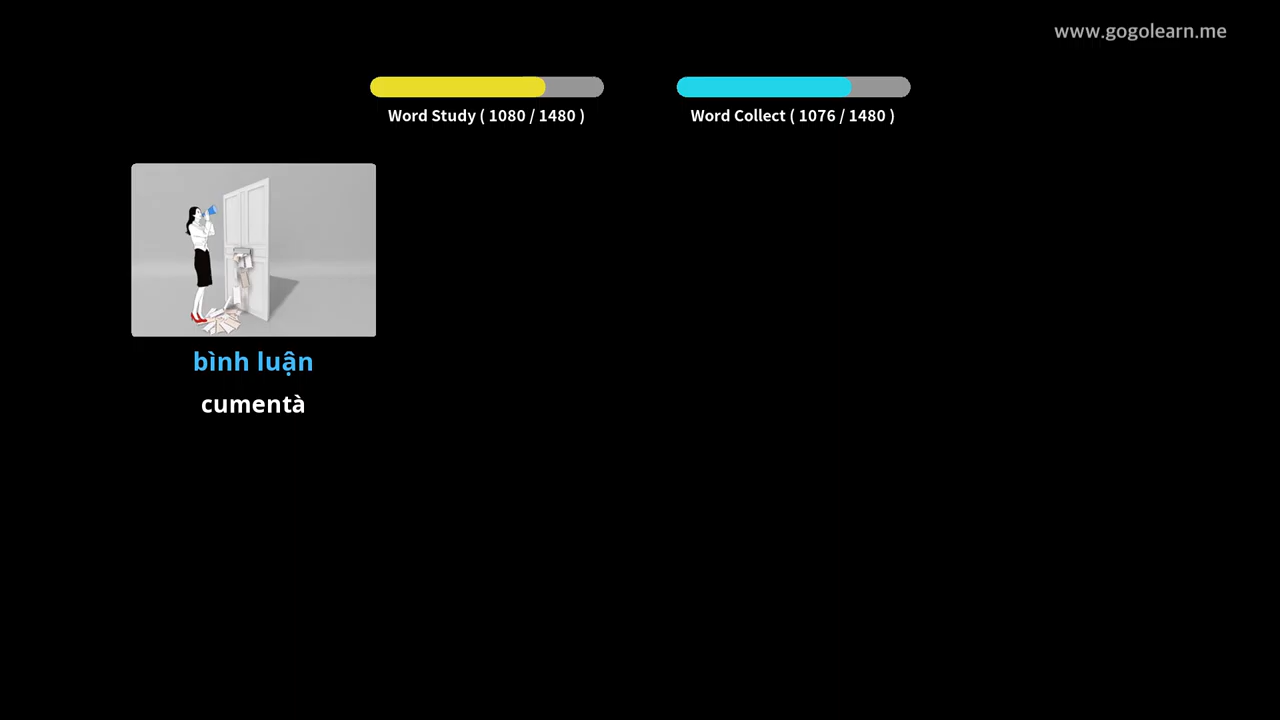 www.gogolearn.me
Word Study ( 1080 / 1480 )
Word Collect ( 1076 / 1480 )
bình luận
cumentà